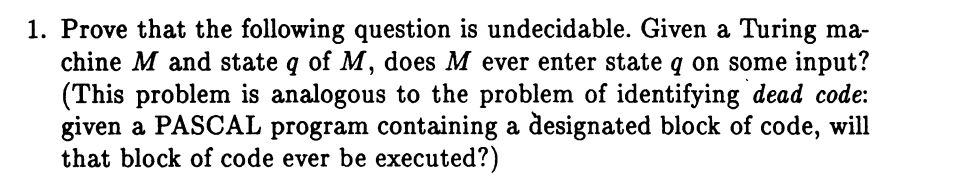 1. Prove that the following question is undecidable. Given a Turing ma-
chine M and state q of M, does M ever enter state q on some input?
(This problem is analogous to the problem of identifying dead code:
given a PASCAL program containing a designated block of code, will
that block of code ever be executed?)